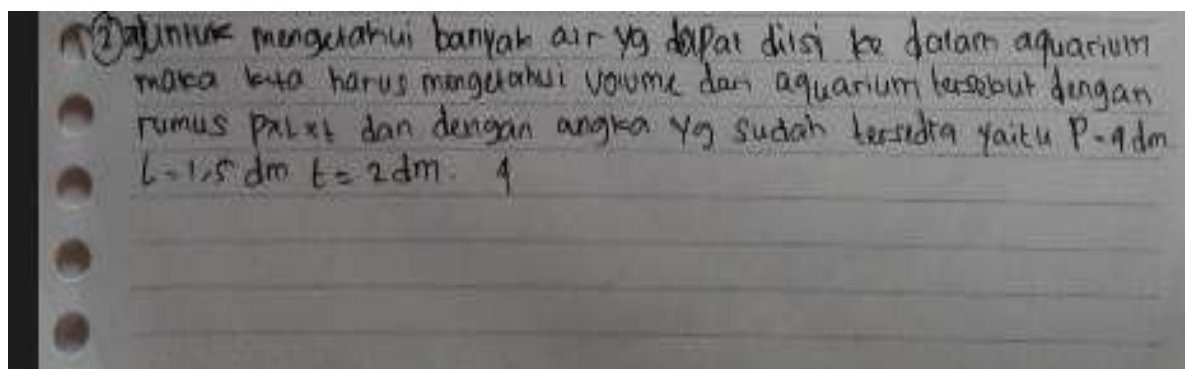 ② a) Untuk mengetahui banyak air yg dapat diisi ke dalam aquarium
maka kita harus mengetahui volume dari aquarium tersebut dengan
rumus pxlxt dan dengan angka yg sudah tersedia yaitu P = 4 dm
L = 1,5 dm t = 2 dm. 4